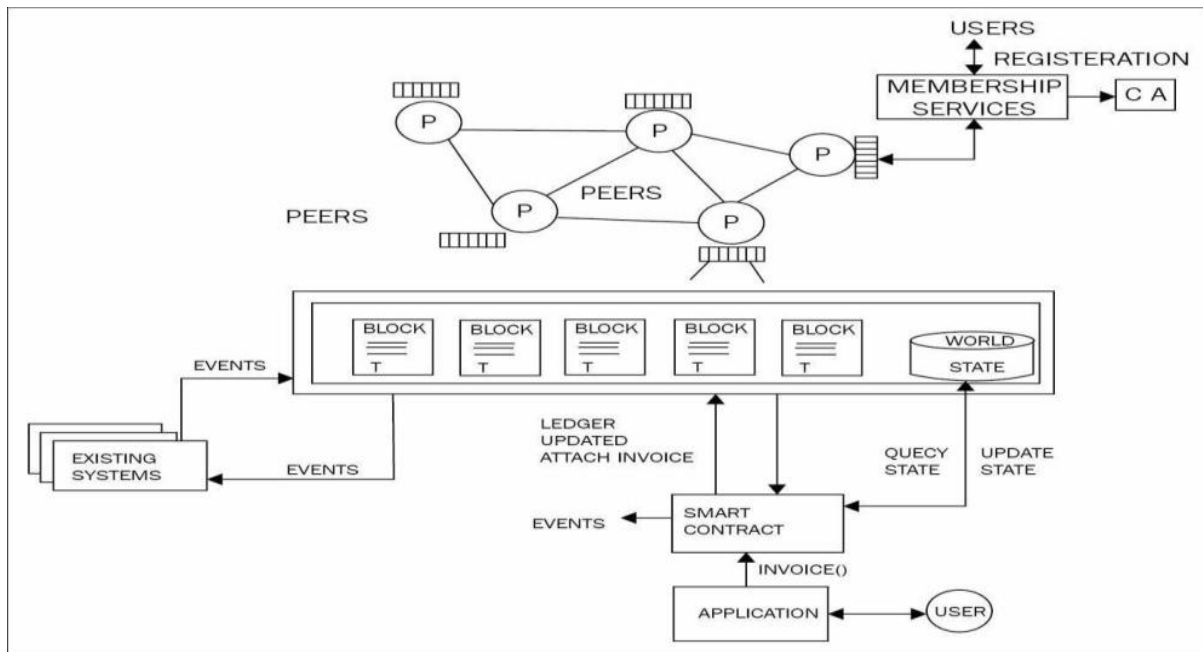 USERS
REGISTERATION
MEMBERSHIP
SERVICES
C A
P
P
P
P
P
PEERS
PEERS
BLOCK
T
BLOCK
T
BLOCK
T
BLOCK
T
BLOCK
T
WORLD
STATE
EVENTS
EXISTING
SYSTEMS
EVENTS
LEDGER
UPDATED
ATTACH INVOICE
QUECY
STATE
UPDATE
STATE
SMART
CONTRACT
EVENTS
INVOICE()
APPLICATION
USER